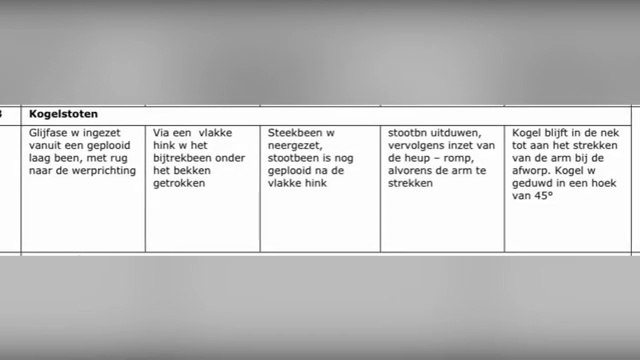 Kogelstoten
Glijfase w ingezet
vanuit een geplooid
laag been, met rug
naar de werprichting
Via een vlakke
hink w het
bijtrekbeen onder
het bekken
getrokken
Steekbeen w
neergezet,
stootbeen is nog
geplooid na de
vlakke hink
stootbn uitduwen,
vervolgens inzet van
de heup – romp,
alvorens de arm te
strekken
Kogel blijft in de nek
tot aan het strekken
van de arm bij de
afworp. Kogel w
geduwd in een hoek
van 45°